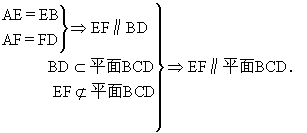 AE=EB
AF=FD
⇒EF∥BD
BD⊂平面BCD
EF⊄平面BCD
⇒EF∥平面BCD.